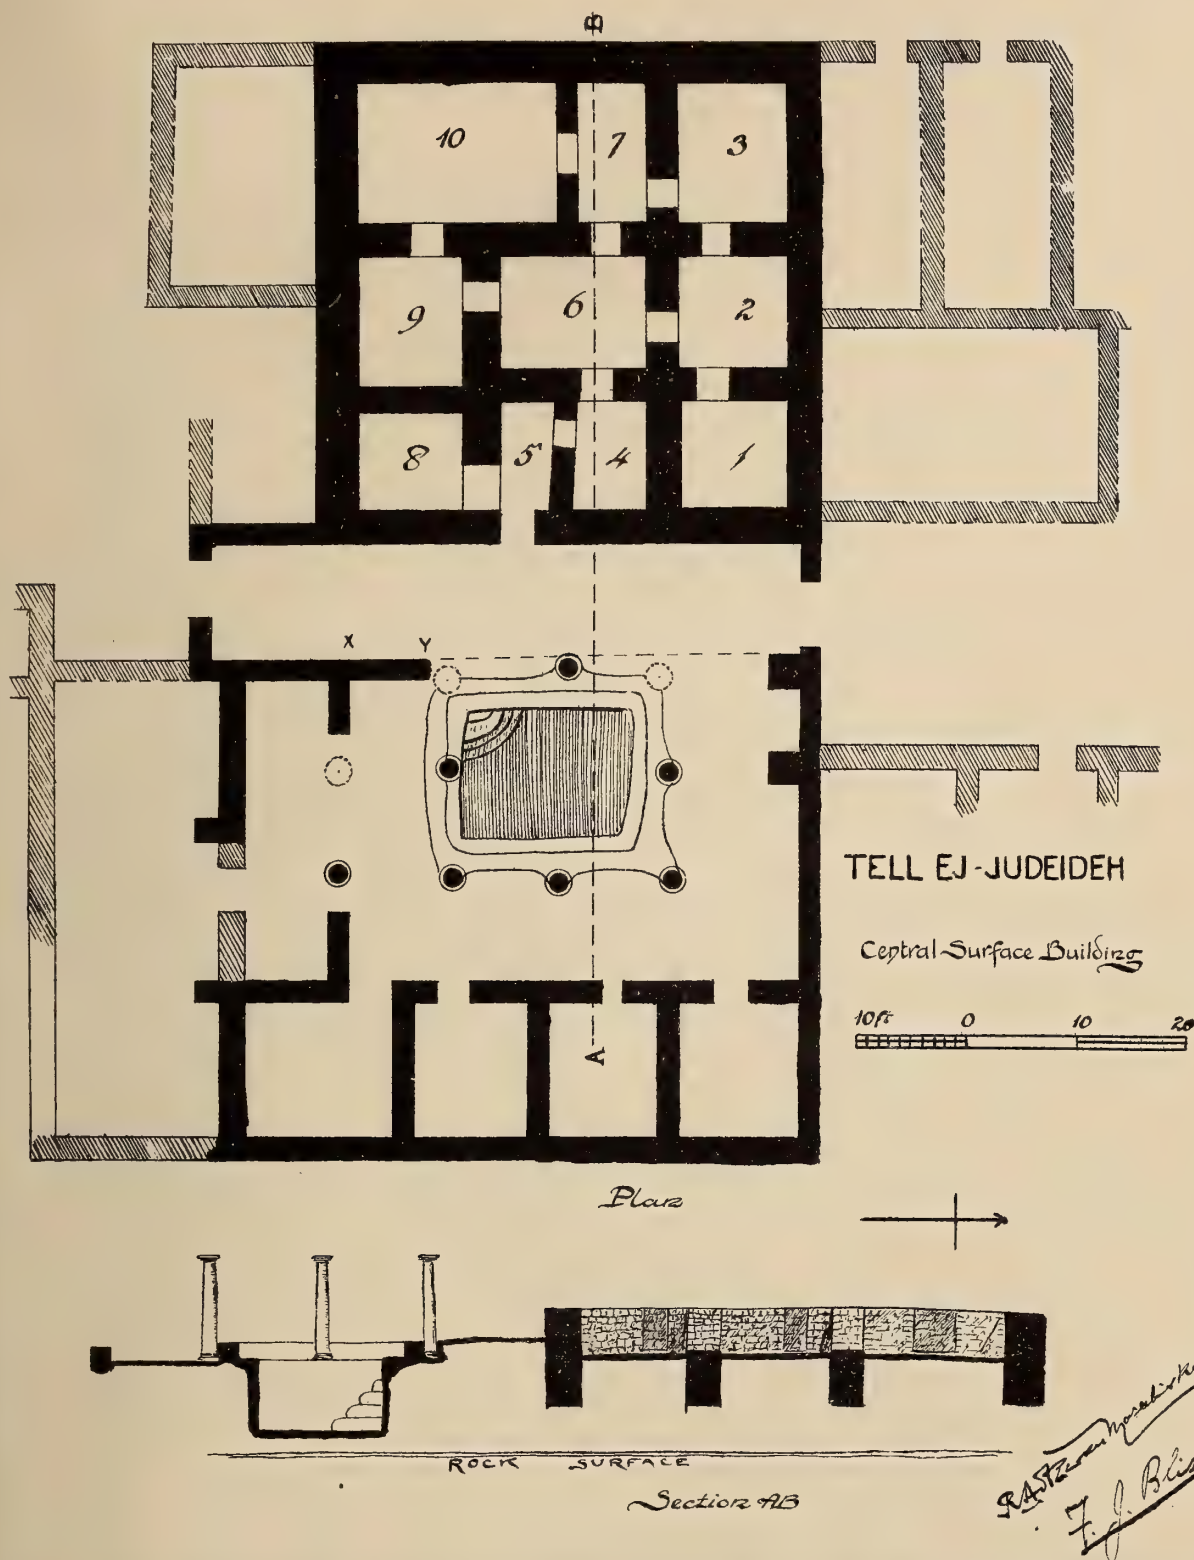 B
10 7 3
9 6 2
8 5 4 1
X Y
TELL EJ-JUDEIDEH
Central Surface Building
10ft 0 10 20
A
Plan
ROCK SURFACE
Section AB
F. J. Bliss